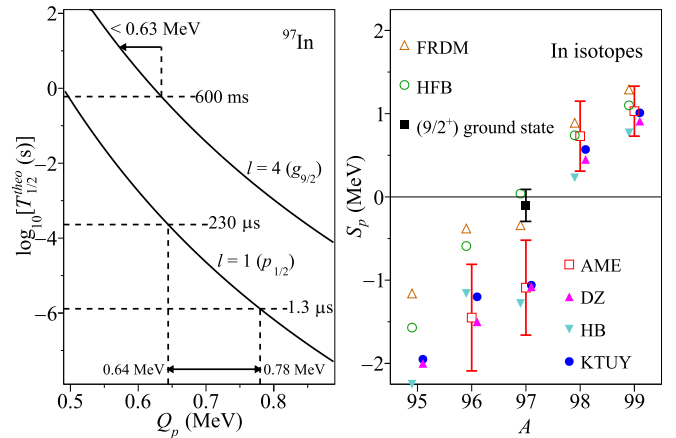 < 0.63 MeV
⁹⁷In
600 ms
l = 4 (g₉/₂)
230 μs
l = 1 (p₁/₂)
1.3 μs
0.64 MeV
0.78 MeV
2
0
−2
−4
−6
log₁₀[T₁/₂ᵗʰᵉᵒ (s)]
0.5
0.6
0.7
0.8
Qₚ (MeV)
FRDM
In isotopes
HFB
(9/2⁺) ground state
AME
DZ
HB
KTUY
1
0
−1
−2
Sₚ (MeV)
95
96
97
98
99
A